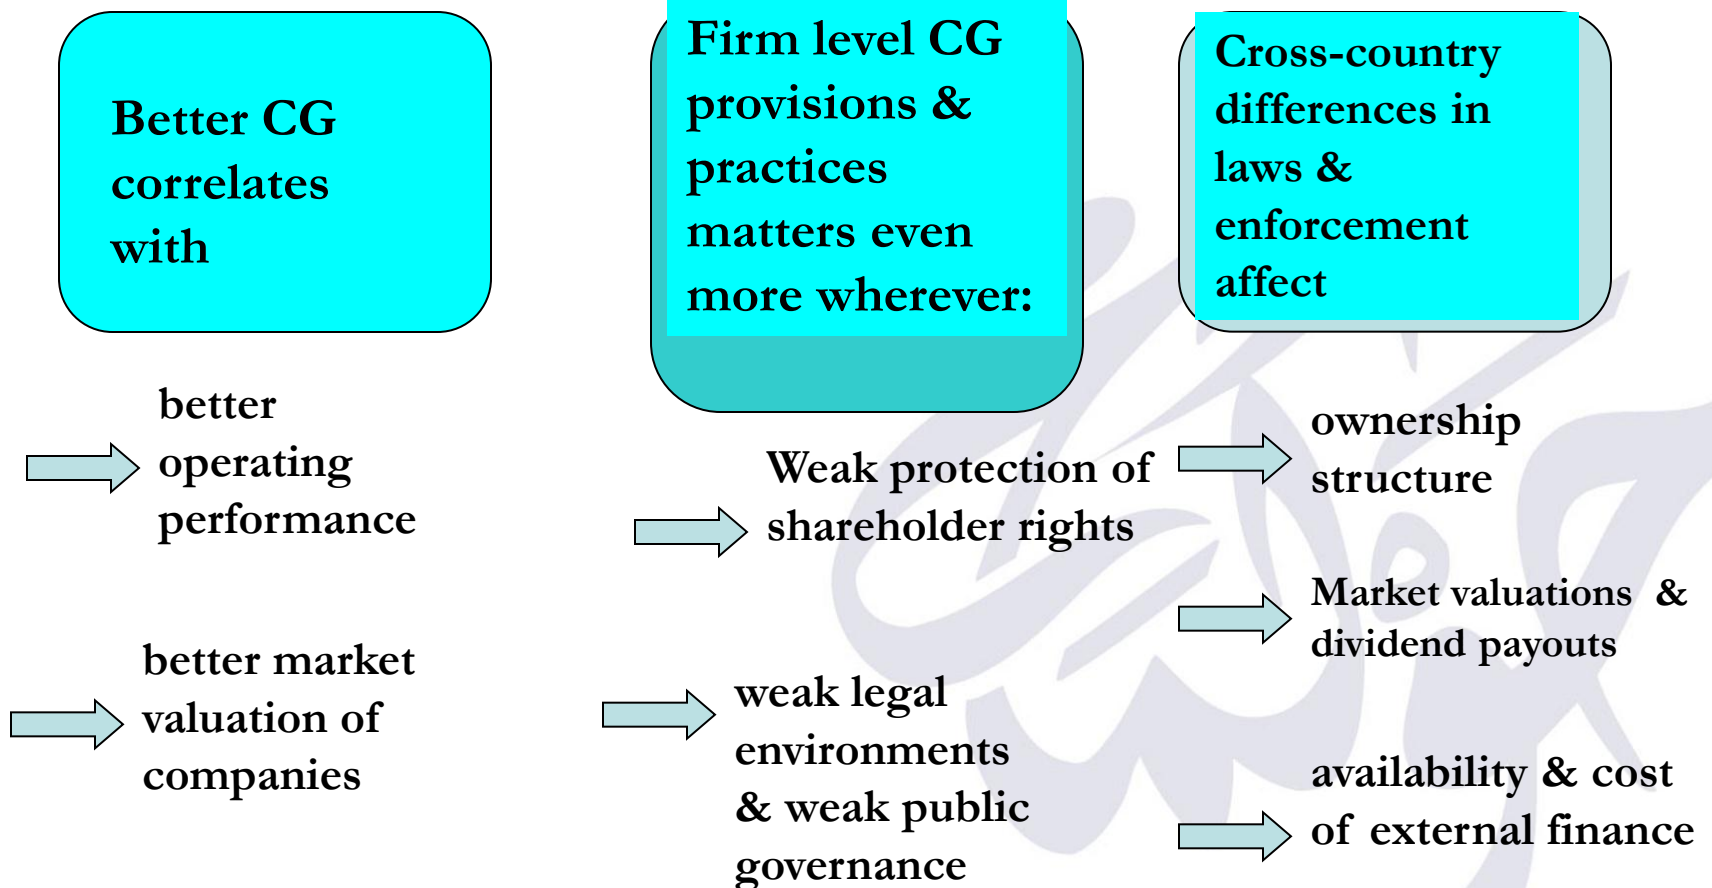 Better CG
correlates
with
better
operating
performance
better market
valuation of
companies
Firm level CG
provisions &
practices
matters even
more wherever:
Weak protection of
shareholder rights
weak legal
environments
& weak public
governance
Cross-country
differences in
laws &
enforcement
affect
ownership
structure
Market valuations &
dividend payouts
availability & cost
of external finance